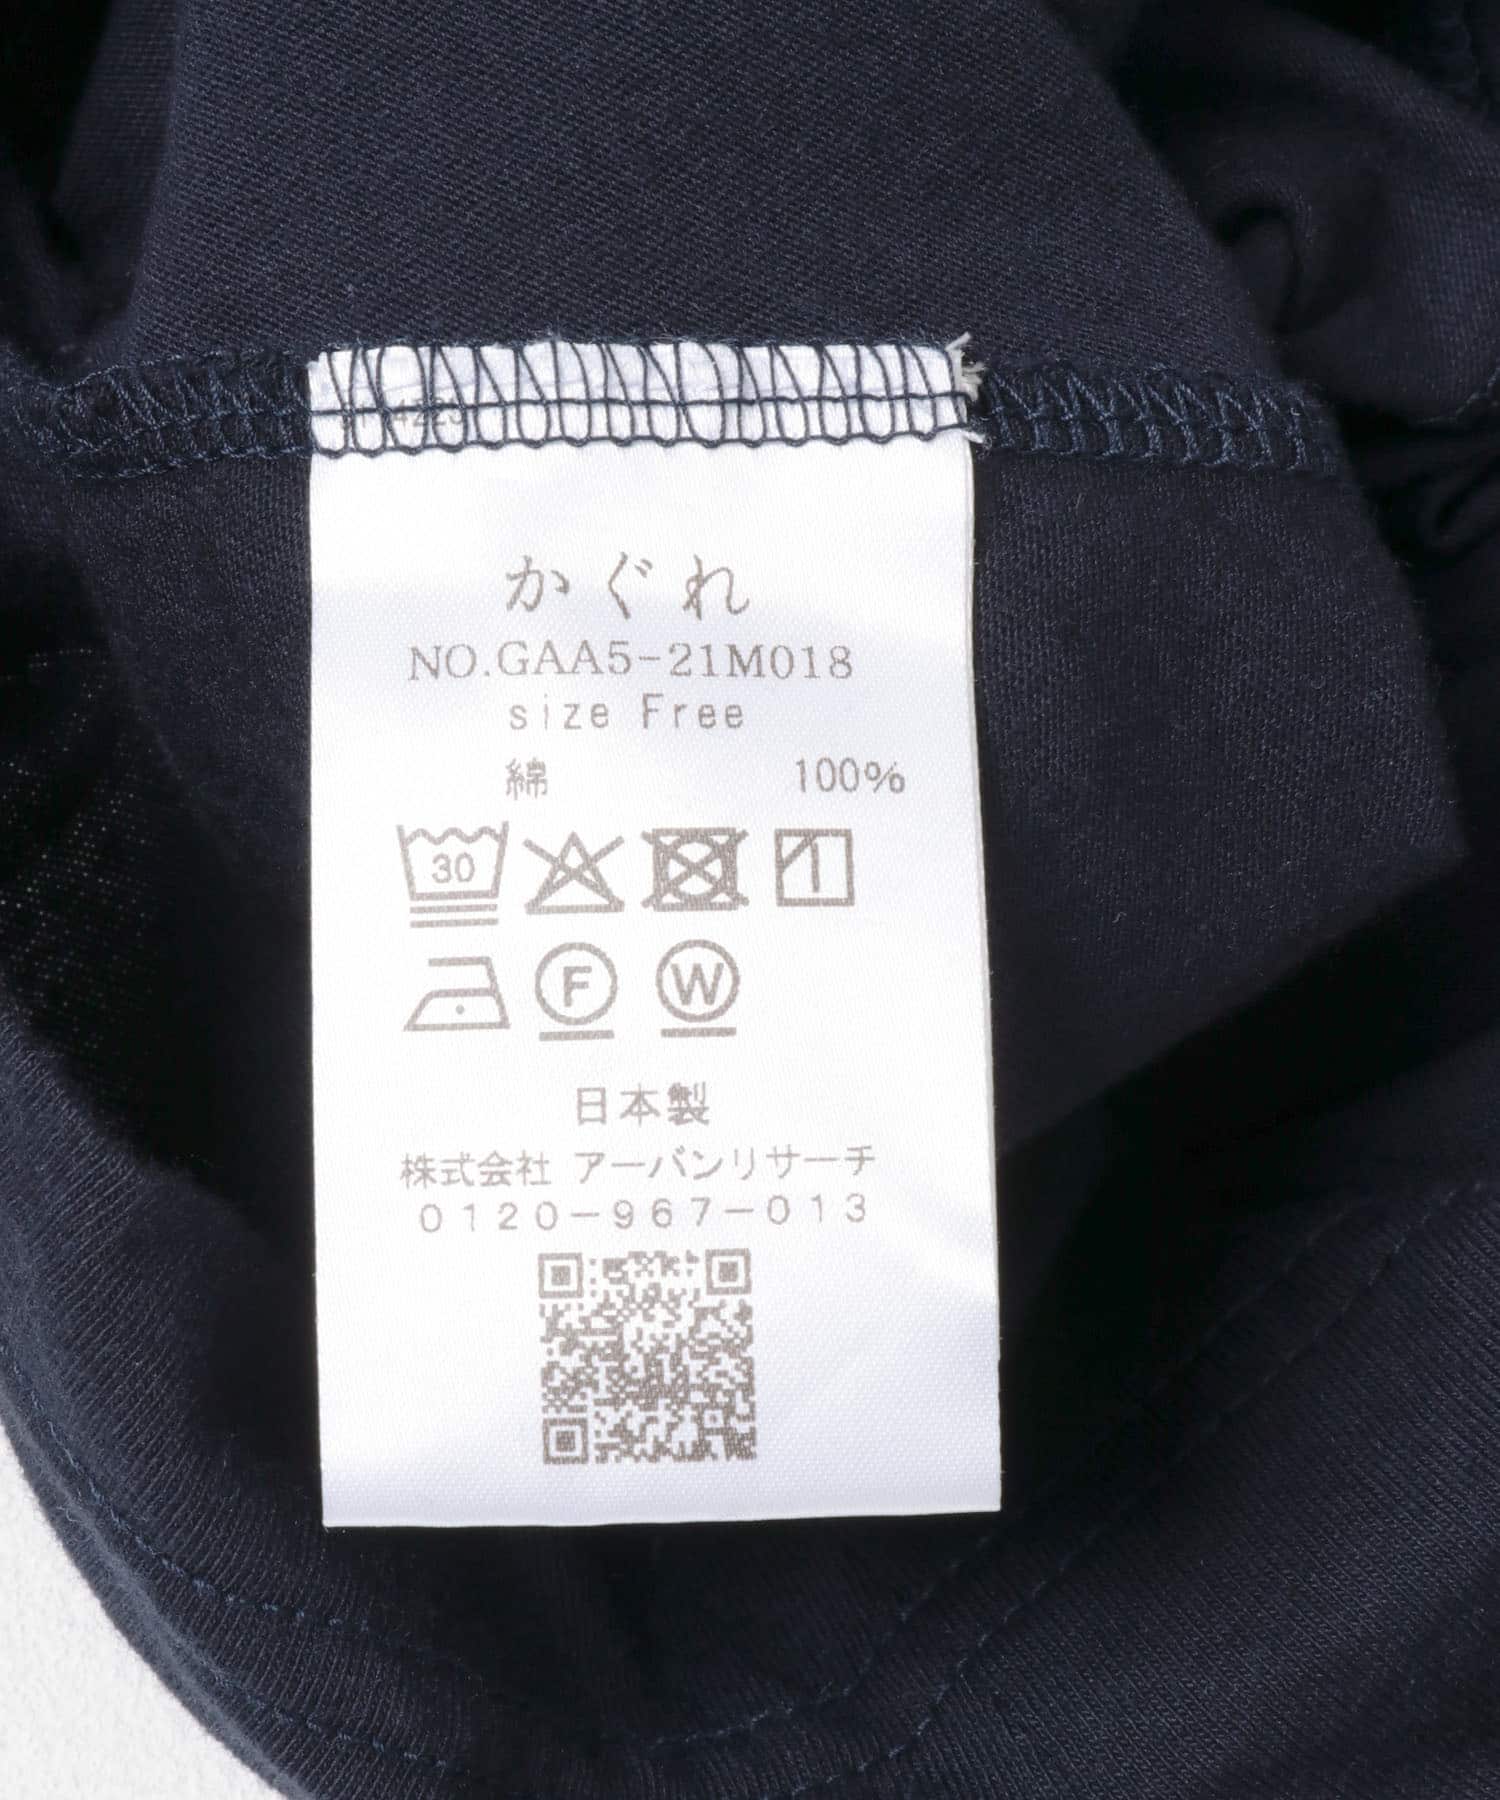 かぐれ
NO.GAA5-21M018
size Free
綿 100%
30
F W
日本製
株式会社 アーバンリサーチ
0120-967-013